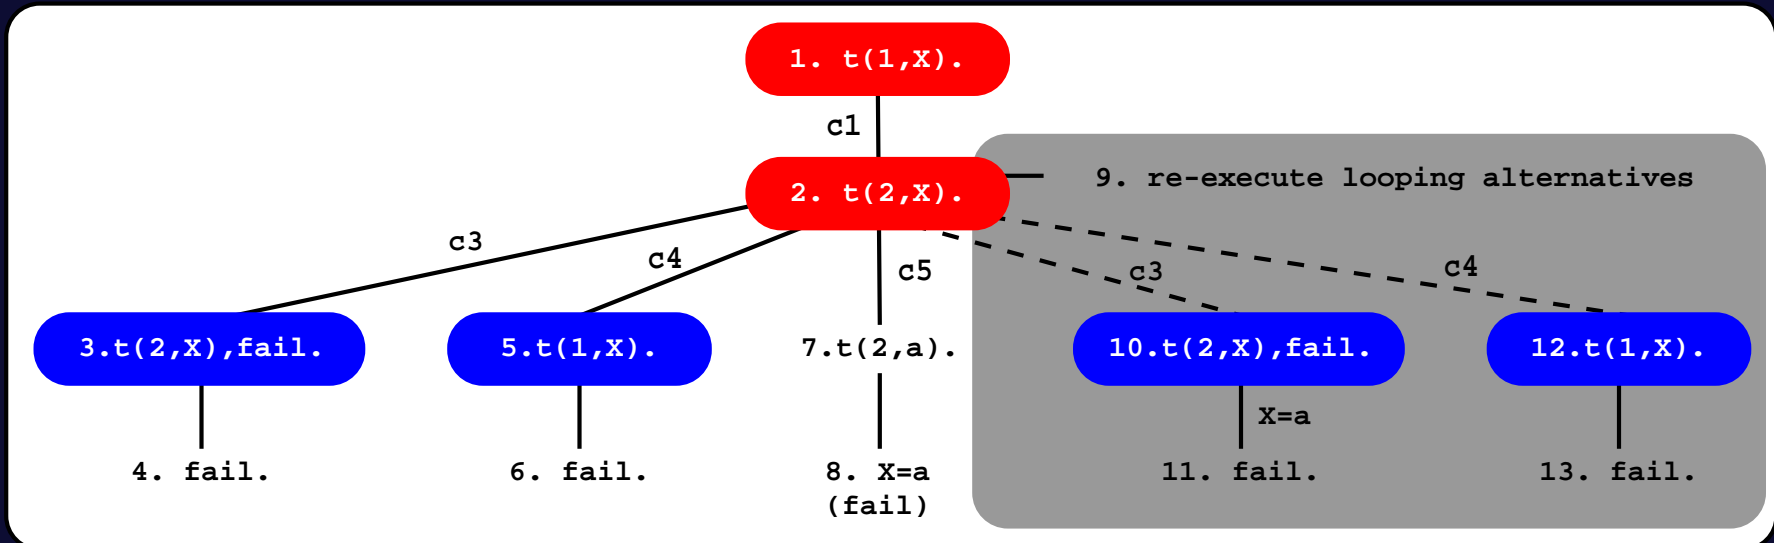 1. t(1,X).
c1
9. re-execute looping alternatives
2. t(2,X).
c3
c4
c5
c3
c4
3.t(2,X),fail.
5.t(1,X).
7.t(2,a).
10.t(2,X),fail.
12.t(1,X).
X=a
4. fail.
6. fail.
8. X=a
(fail)
11. fail.
13. fail.